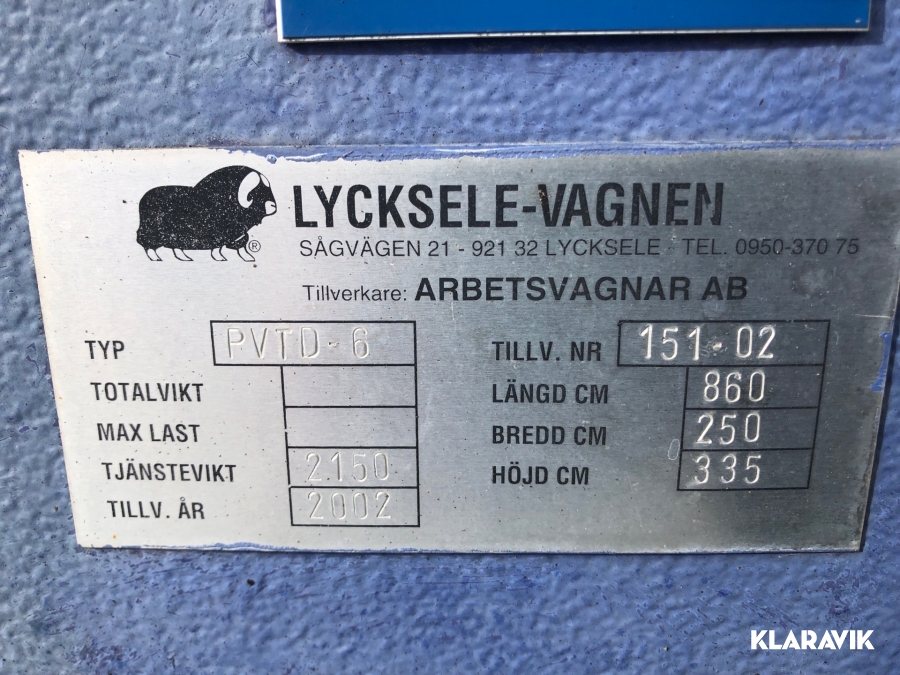 LYCKSELE-VAGNEN
®
SÅGVÄGEN 21 - 921 32 LYCKSELE - TEL. 0950-370 75
Tillverkare: ARBETSVAGNAR AB
TYP PVTD-6 TILLV. NR 151-02
TOTALVIKT LÄNGD CM 860
MAX LAST BREDD CM 250
TJÄNSTEVIKT 2150 HÖJD CM 0 335
TILLV. ÅR 2002
KLARAVIK